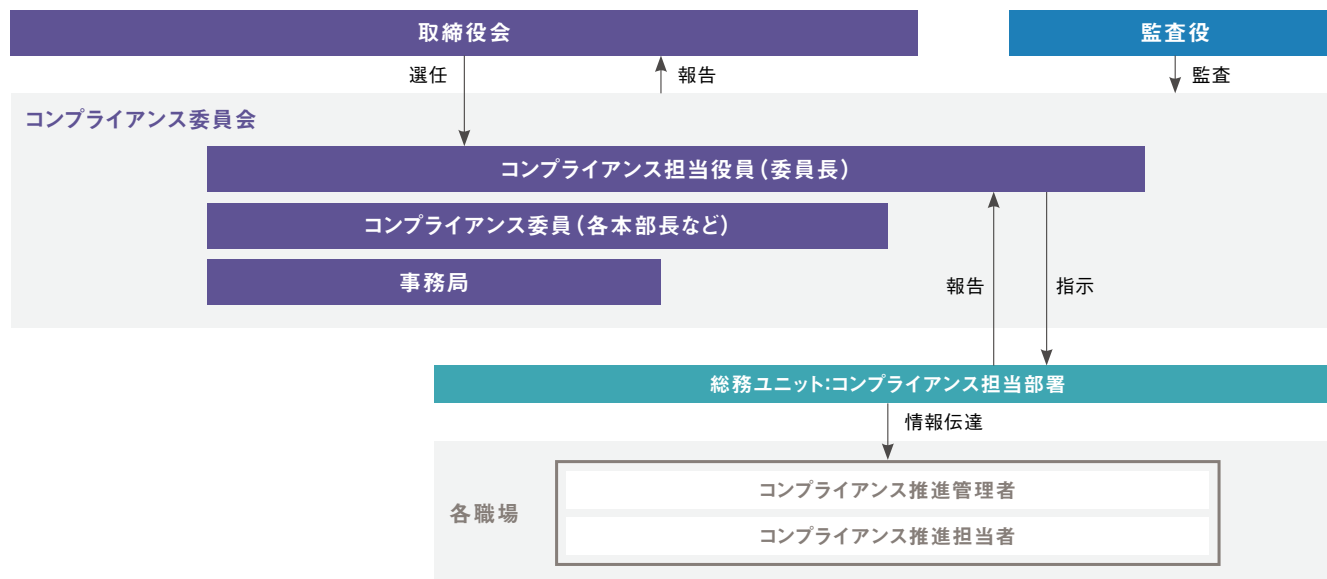 取締役会
監査役
選任
報告
監査
コンプライアンス委員会
コンプライアンス担当役員（委員長）
コンプライアンス委員（各本部長など）
事務局
報告
指示
総務ユニット:コンプライアンス担当部署
情報伝達
各職場
コンプライアンス推進管理者
コンプライアンス推進担当者